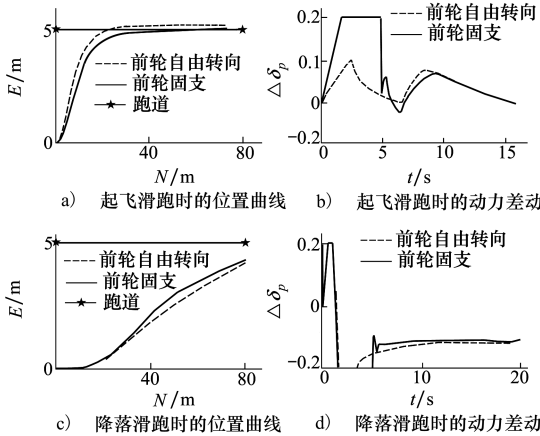 E/m
5
0
40
80
N/m
前轮自由转向
前轮固支
跑道
a) 起飞滑跑时的位置曲线
△δp
0.2
0.1
0
−0.2
0
5
10
15
t/s
前轮自由转向
前轮固支
b) 起飞滑跑时的动力差动
E/m
5
0
40
80
N/m
前轮自由转向
前轮固支
跑道
c) 降落滑跑时的位置曲线
△δp
0.2
0
−0.2
0
10
20
t/s
前轮自由转向
前轮固支
d) 降落滑跑时的动力差动